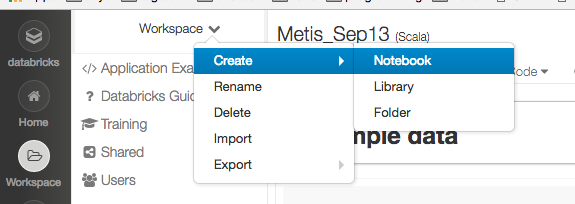 Workspace
Metis_Sep13 (Scala)
databricks
Application Exa
Create
Notebook
Code
Databricks Guid
Rename
Library
Home
Training
Delete
Folder
mple data
Shared
Import
Workspace
Users
Export